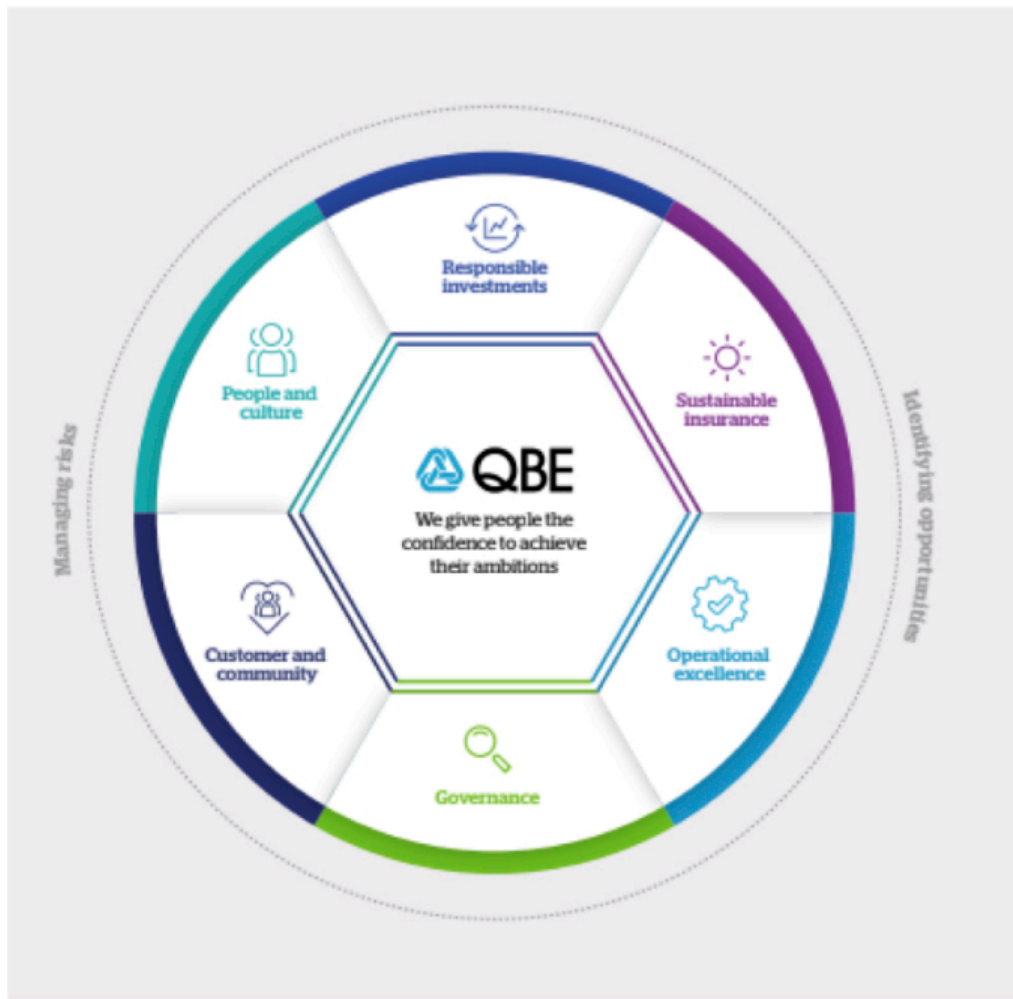 Responsible
investments
People and
culture
Sustainable
insurance
Managing risks
Identifying opportunities
QBE
We give people the
confidence to achieve
their ambitions
Customer and
community
Operational
excellence
Governance